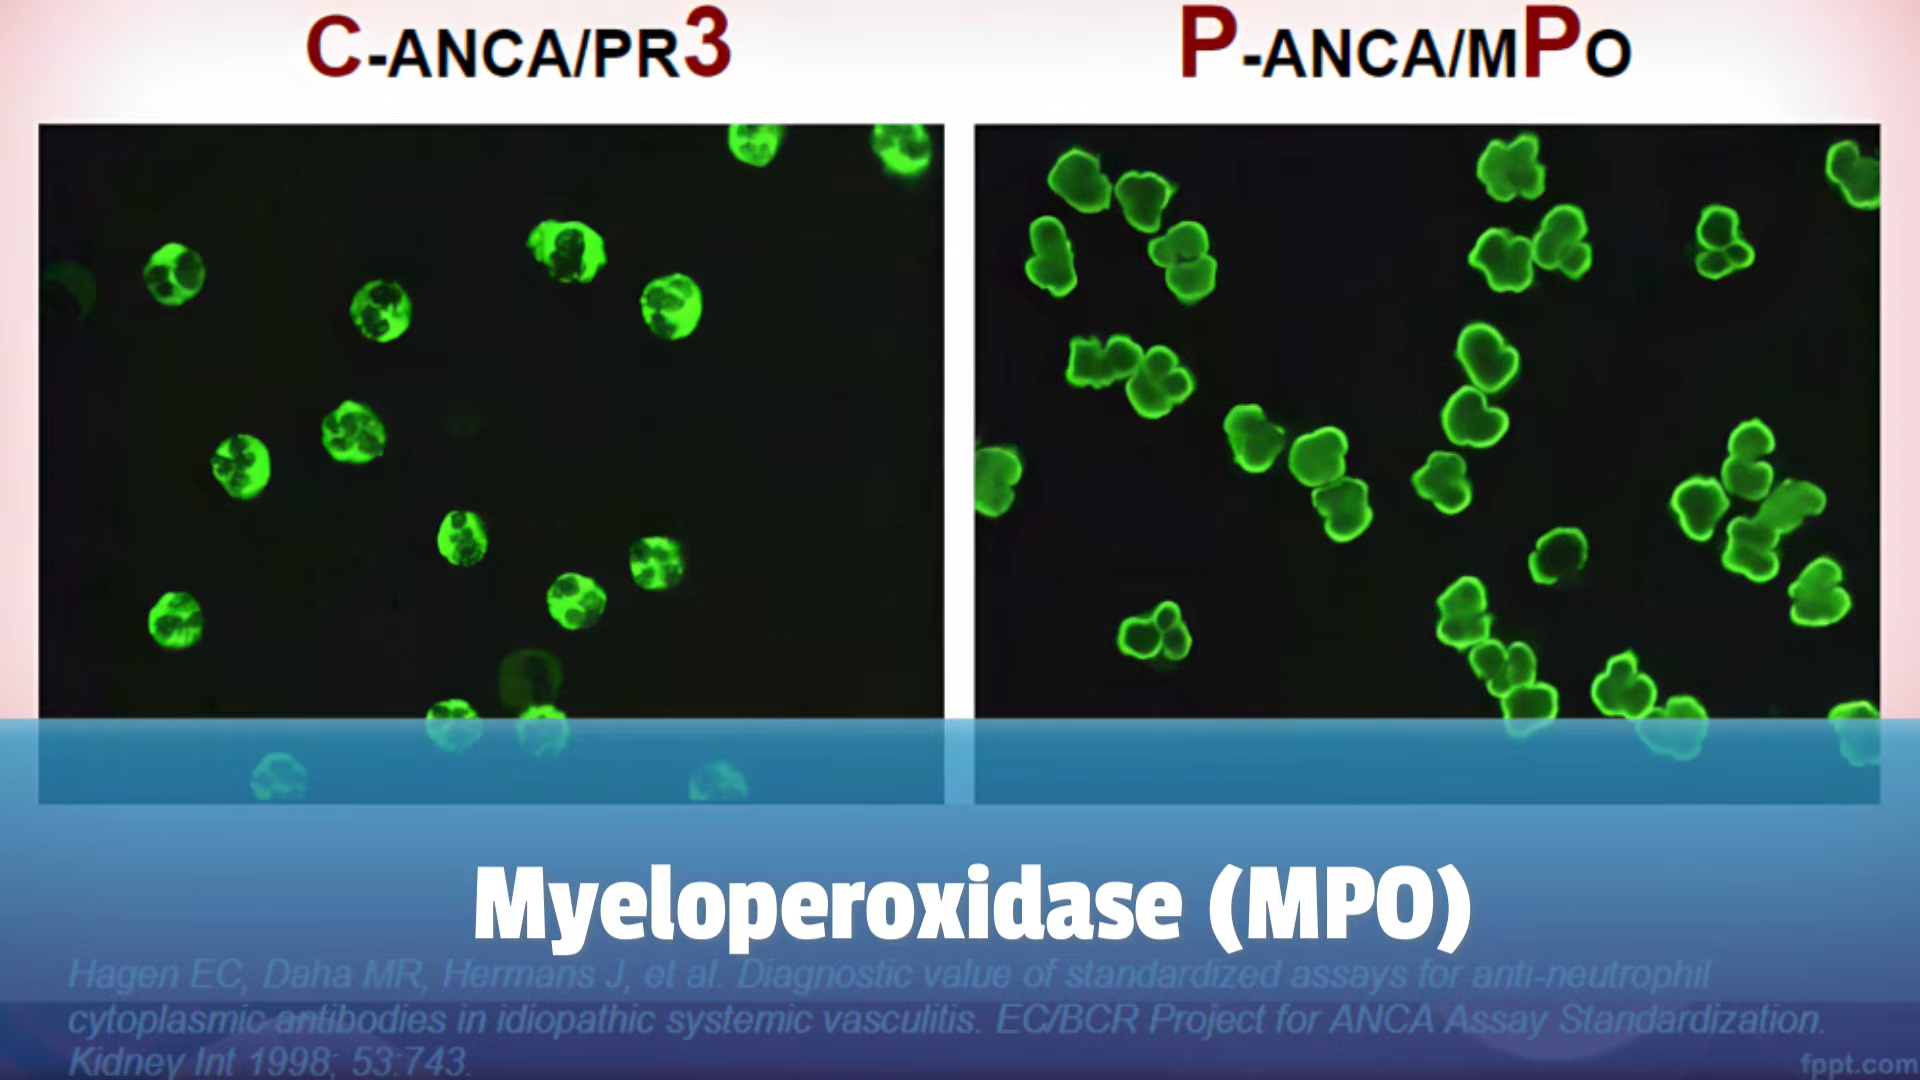 C-ANCA/PR3
P-ANCA/MPO
Myeloperoxidase (MPO)
Hagen EC, Daha MR, Hermans J, et al. Diagnostic value of standardized assays for anti-neutrophil
cytoplasmic antibodies in idiopathic systemic vasculitis. EC/BCR Project for ANCA Assay Standardization.
Kidney Int 1998; 53:743.
fppt.com